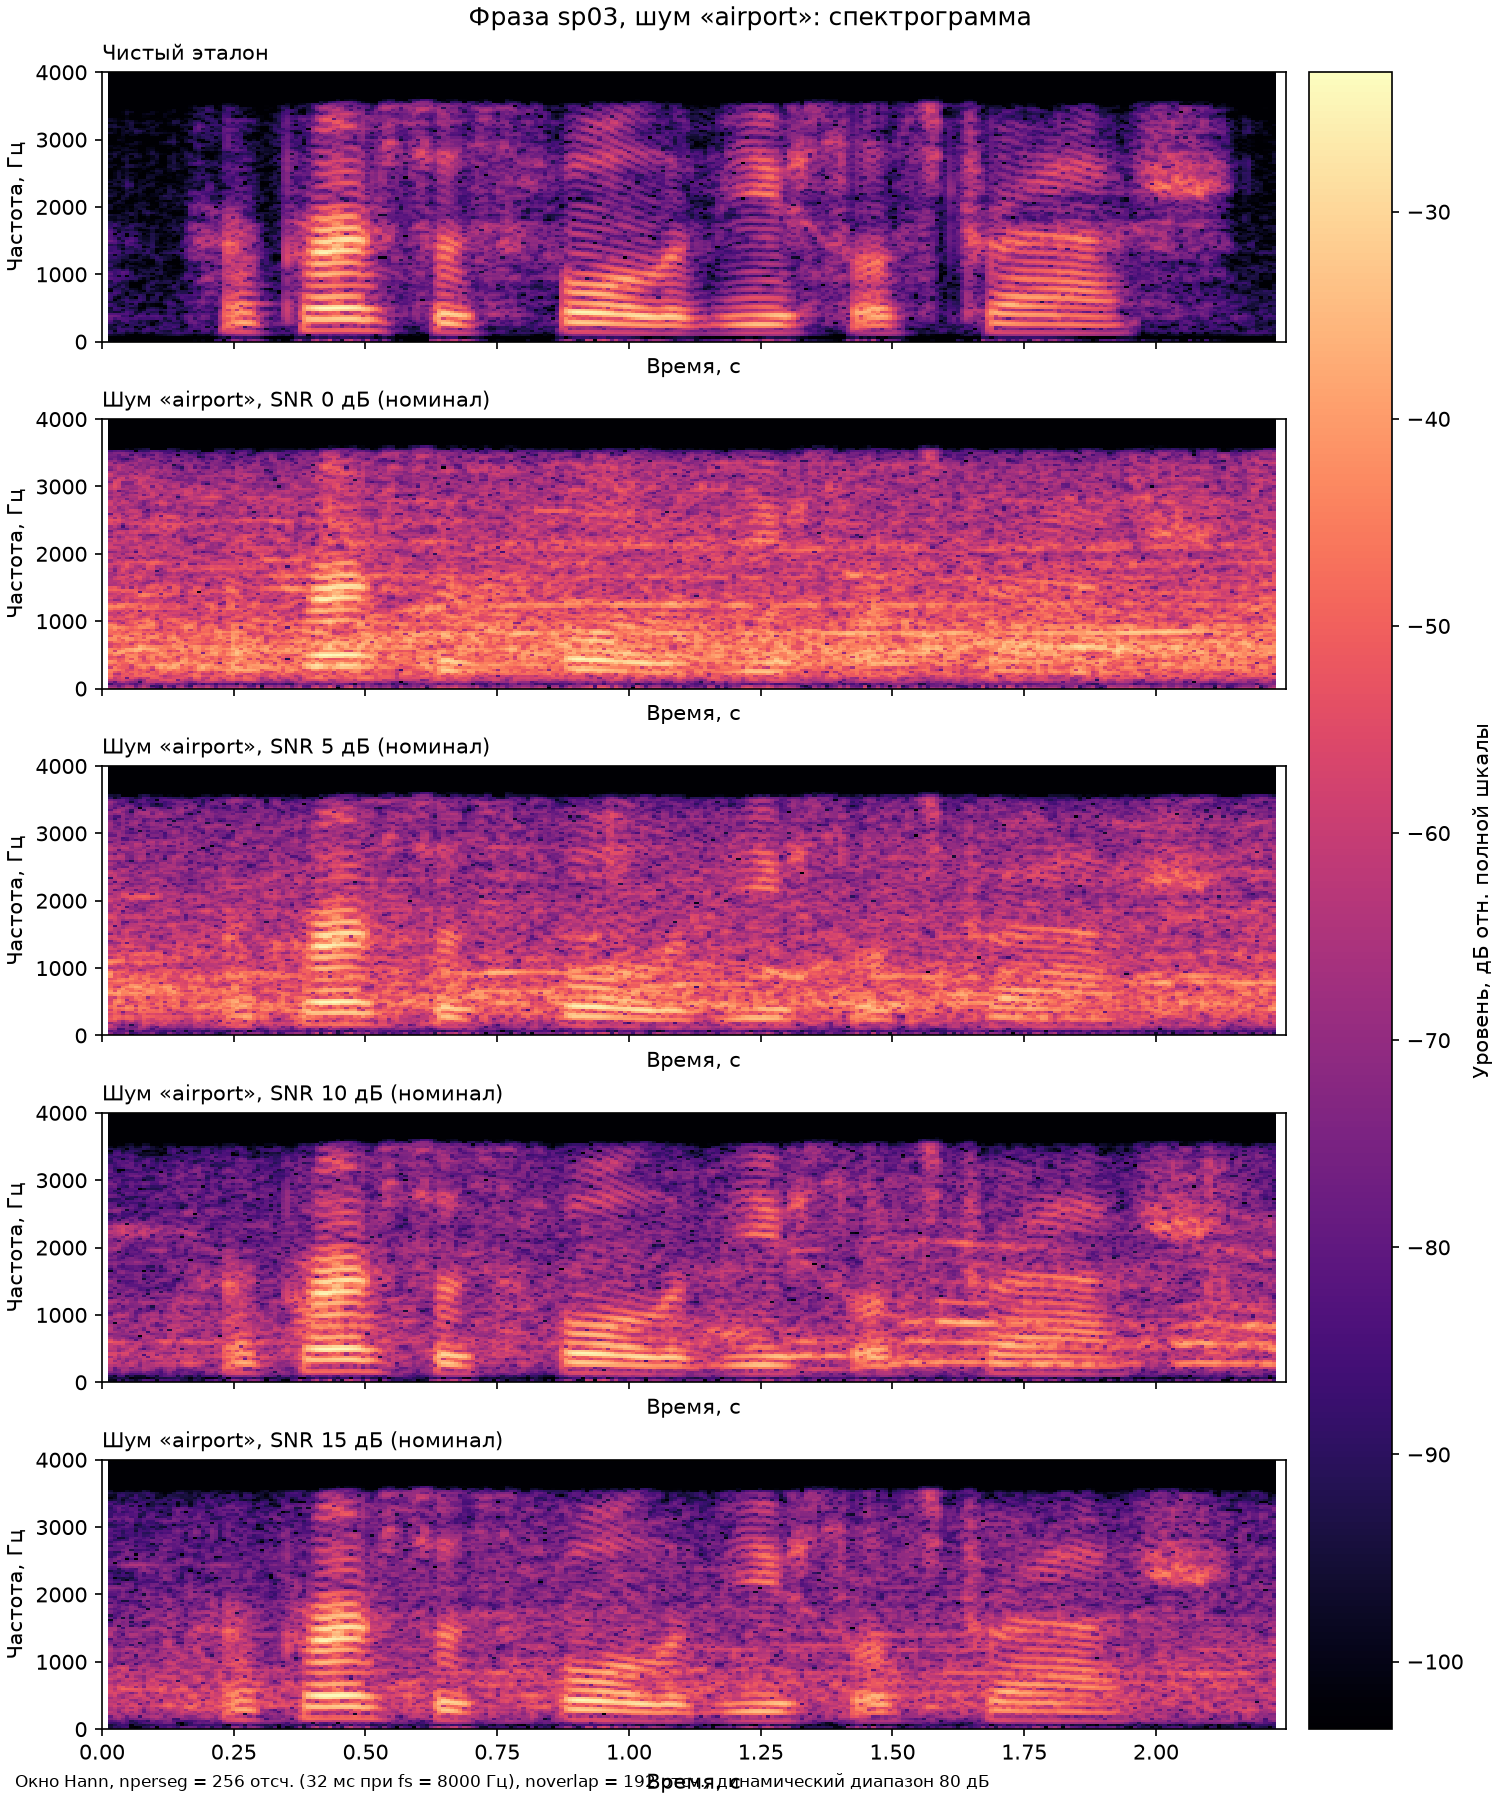 Фраза sp03, шум «airport»: спектрограмма
Чистый эталон
Частота, Гц
4000
3000
2000
1000
0
Время, с
Шум «airport», SNR 0 дБ (номинал)
Частота, Гц
4000
3000
2000
1000
0
Время, с
Шум «airport», SNR 5 дБ (номинал)
Частота, Гц
4000
3000
2000
1000
0
Время, с
Шум «airport», SNR 10 дБ (номинал)
Частота, Гц
4000
3000
2000
1000
0
Время, с
Шум «airport», SNR 15 дБ (номинал)
Частота, Гц
4000
3000
2000
1000
0
0.00 0.25 0.50 0.75 1.00 1.25 1.50 1.75 2.00
Время, с
Окно Hann, nperseg = 256 отсч. (32 мс при fs = 8000 Гц), noverlap = 192 отсч., динамический диапазон 80 дБ
−30
−40
−50
−60
−70
−80
−90
−100
Уровень, дБ отн. полной шкалы